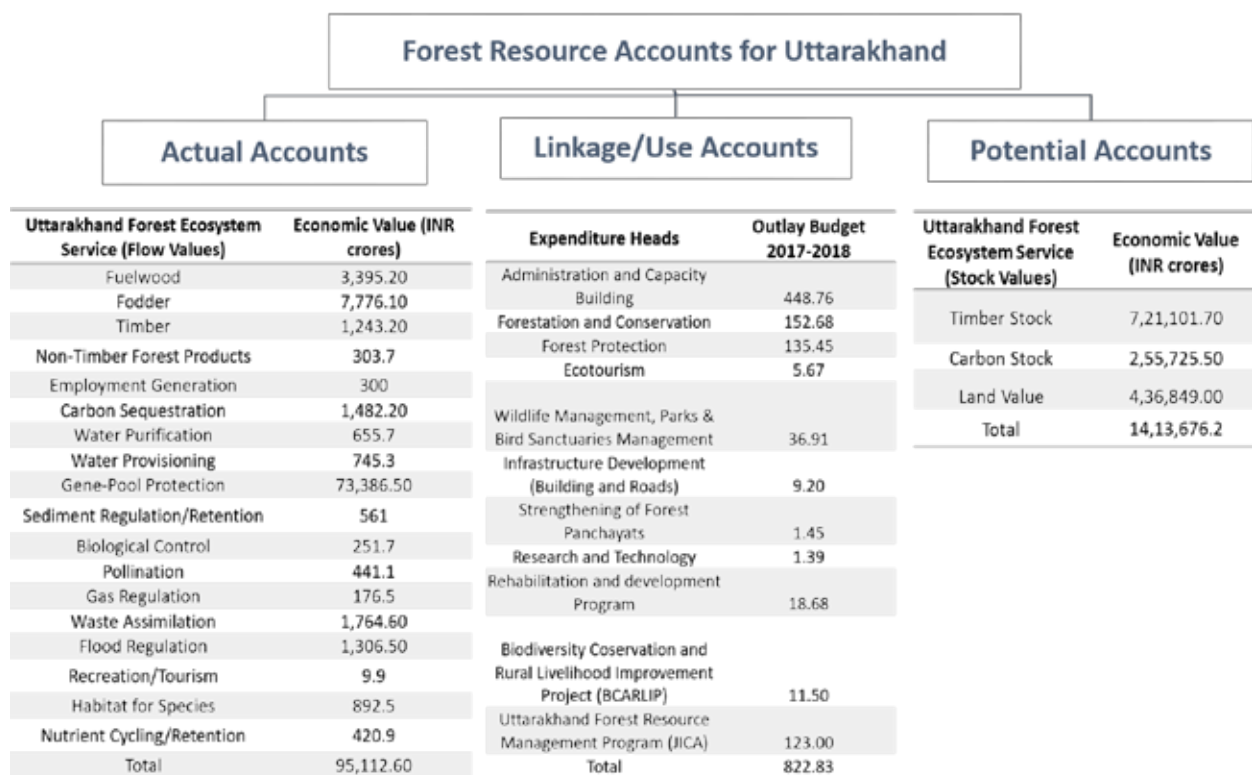 Forest Resource Accounts for Uttarakhand
Actual Accounts
Uttarakhand Forest Ecosystem Economic Value (INR
Service (Flow Values) crores)
Fuelwood 3,395.20
Fodder 7,776.10
Timber 1,243.20
Non-Timber Forest Products 303.7
Employment Generation 300
Carbon Sequestration 1,482.20
Water Purification 655.7
Water Provisioning 745.3
Gene-Pool Protection 73,386.50
Sediment Regulation/Retention 561
Biological Control 251.7
Pollination 441.1
Gas Regulation 176.5
Waste Assimilation 1,764.60
Flood Regulation 1,306.50
Recreation/Tourism 9.9
Habitat for Species 892.5
Nutrient Cycling/Retention 420.9
Total 95,112.60
Linkage/Use Accounts
Expenditure Heads Outlay Budget
2017-2018
Administration and Capacity
Building 448.76
Forestation and Conservation 152.68
Forest Protection 135.45
Ecotourism 5.67
Wildlife Management, Parks &
Bird Sanctuaries Management 36.91
Infrastructure Development
(Building and Roads) 9.20
Strengthening of Forest
Panchayats 1.45
Research and Technology 1.39
Rehabilitation and development
Program 18.68
Biodiversity Coservation and
Rural Livelihood Improvement
Project (BCARLIP) 11.50
Uttarakhand Forest Resource
Management Program (JICA) 123.00
Total 822.83
Potential Accounts
Uttarakhand Forest
Ecosystem Service Economic Value
(Stock Values) (INR crores)
Timber Stock 7,21,101.70
Carbon Stock 2,55,725.50
Land Value 4,36,849.00
Total 14,13,676.2